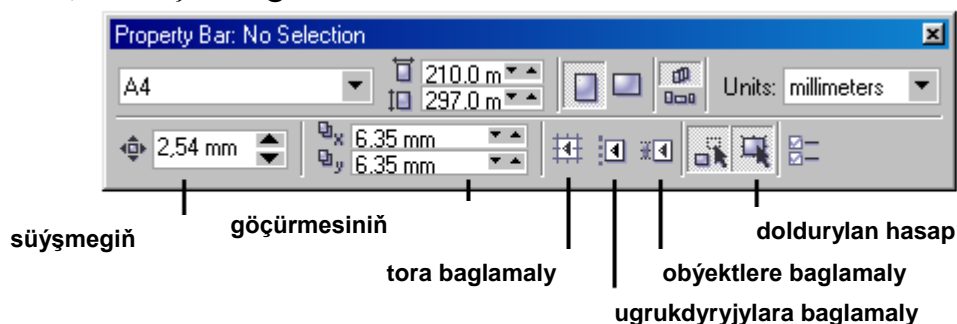 Property Bar: No Selection
A4
210.0 m
297.0 m
Units: millimeters
2,54 mm
x 6.35 mm
y 6.35 mm
süýşmegiň
göçürmesiniň
doldurylan hasap
tora baglamaly
obýektlere baglamaly
ugrukdyryjylara baglamaly